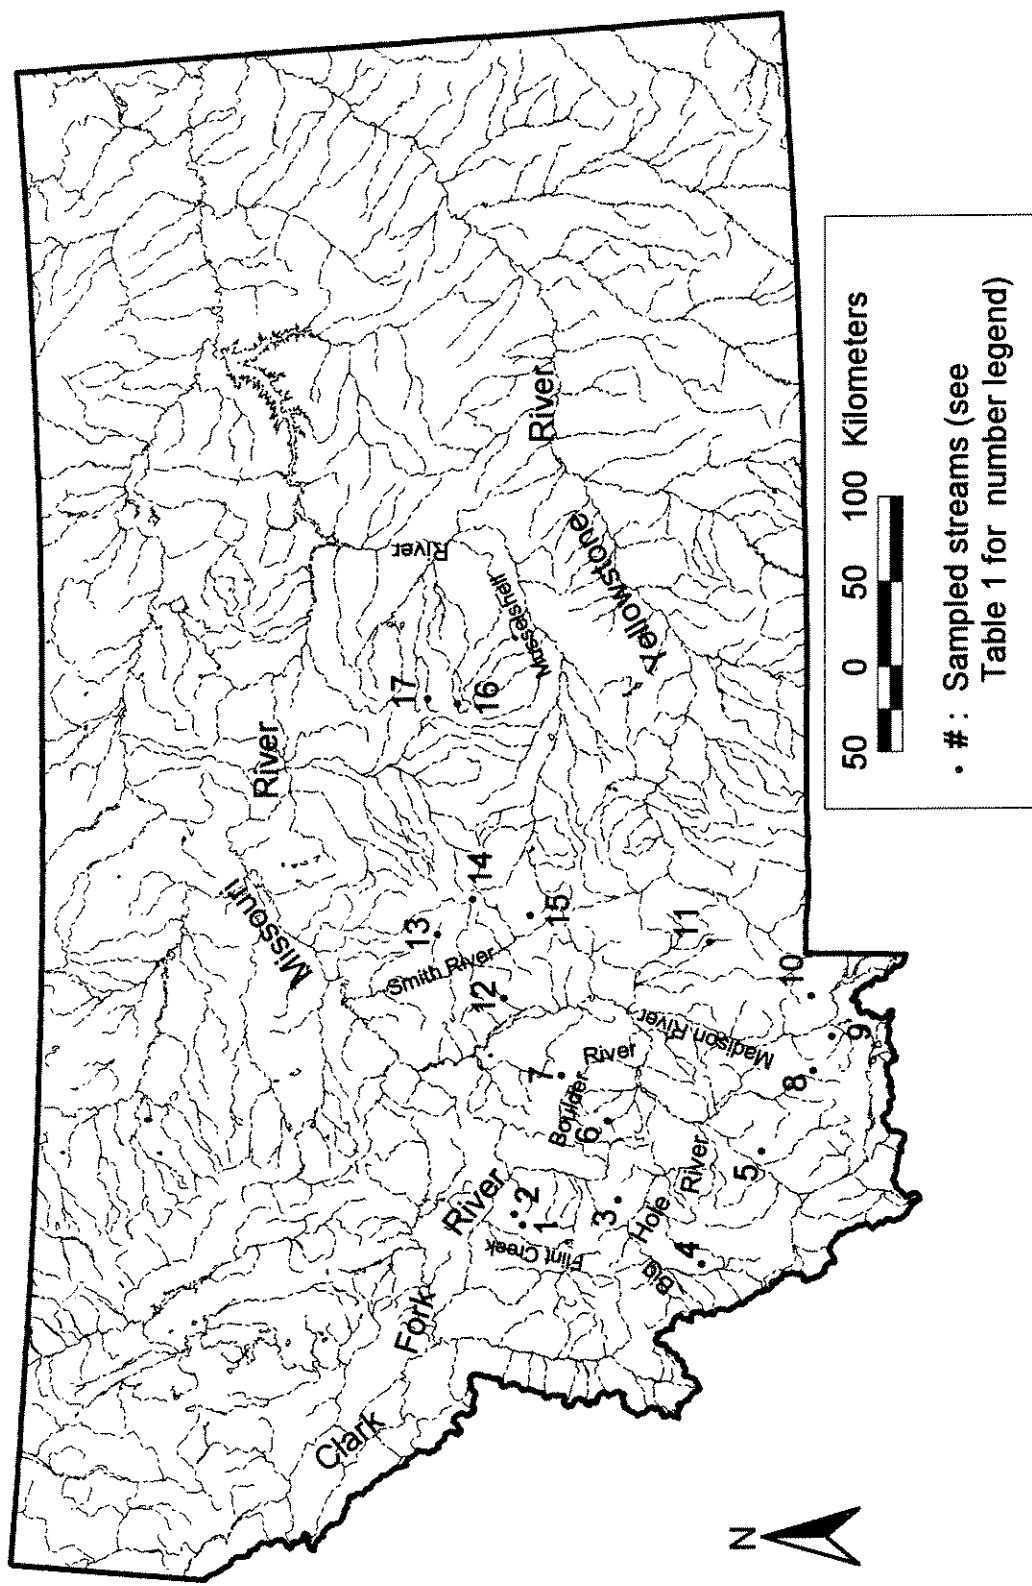 Missouri
River
Clark
Fork
River
Flint Creek
Smith River
Musselshell
River
Yellowstone
River
Boulder
River
Big
Hole
River
Madison River
1
2
3
4
5
6
7
8
9
10
11
12
13
14
15
16
17
N
50 0 50 100 Kilometers
• # : Sampled streams (see
Table 1 for number legend)